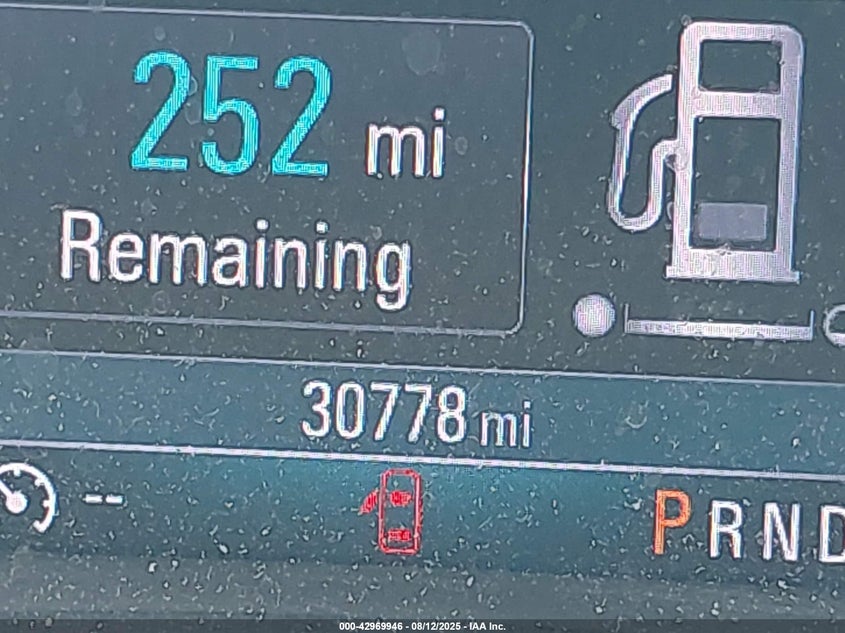 252 mi
Remaining
30778 mi
--
P R N D
000-42969946 - 08/12/2025 - IAA Inc.